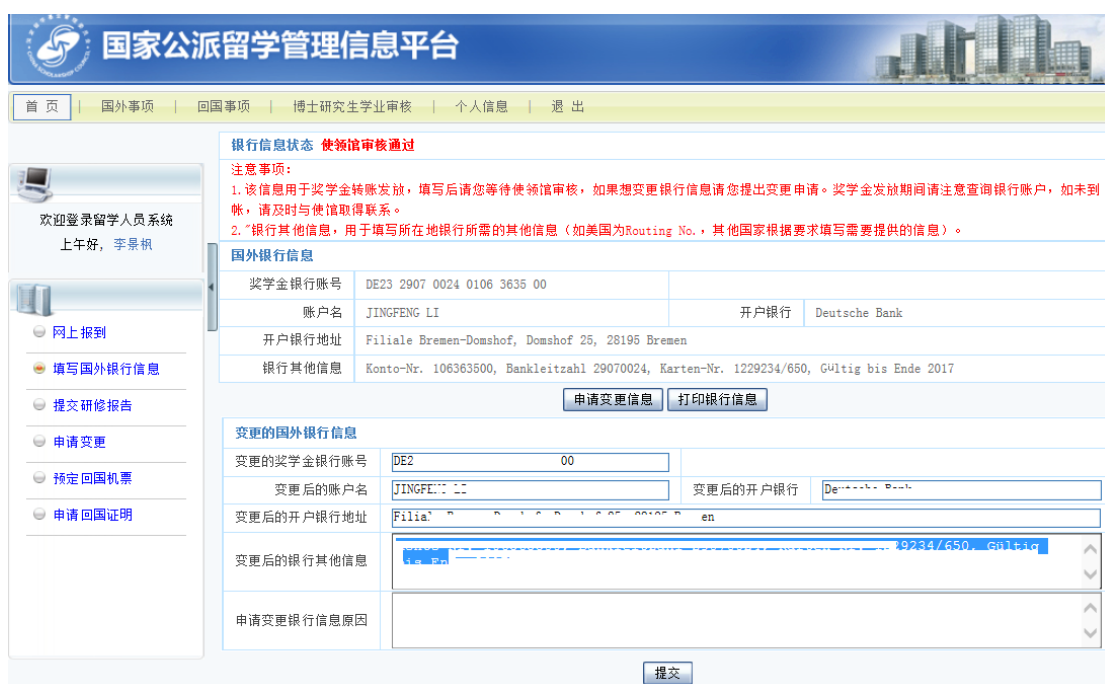 国家公派留学管理信息平台
首 页 | 国外事项 | 回国事项 | 博士研究生学业审核 | 个人信息 | 退 出
欢迎登录留学人员系统
上午好, 李景枫
网上报到
填写国外银行信息
提交研修报告
申请变更
预定回国机票
申请回国证明
银行信息状态 使领馆审核通过
注意事项:
1.该信息用于奖学金转账发放,填写后请您等待使领馆审核,如果想变更银行信息请您提出变更申请。奖学金发放期间请注意查询银行账户,如未到
帐,请及时与使馆取得联系。
2."银行其他信息,用于填写所在地银行所需的其他信息(如美国为Routing No.,其他国家根据要求填写需要提供的信息)。
国外银行信息
奖学金银行账号 DE23 2907 0024 0106 3635 00
账户名 JINGFENG LI 开户银行 Deutsche Bank
开户银行地址 Filiale Bremen-Domshof, Domshof 25, 28195 Bremen
银行其他信息 Konto-Nr. 106363500, Bankleitzahl 29070024, Karten-Nr. 1229234/650, Gültig bis Ende 2017
申请变更信息 打印银行信息
变更的国外银行信息
变更的奖学金银行账号 DE2 00
变更后的账户名 变更后的开户银行
变更后的开户银行地址
变更后的银行其他信息 29234/650, Gültig
申请变更银行信息原因
提交